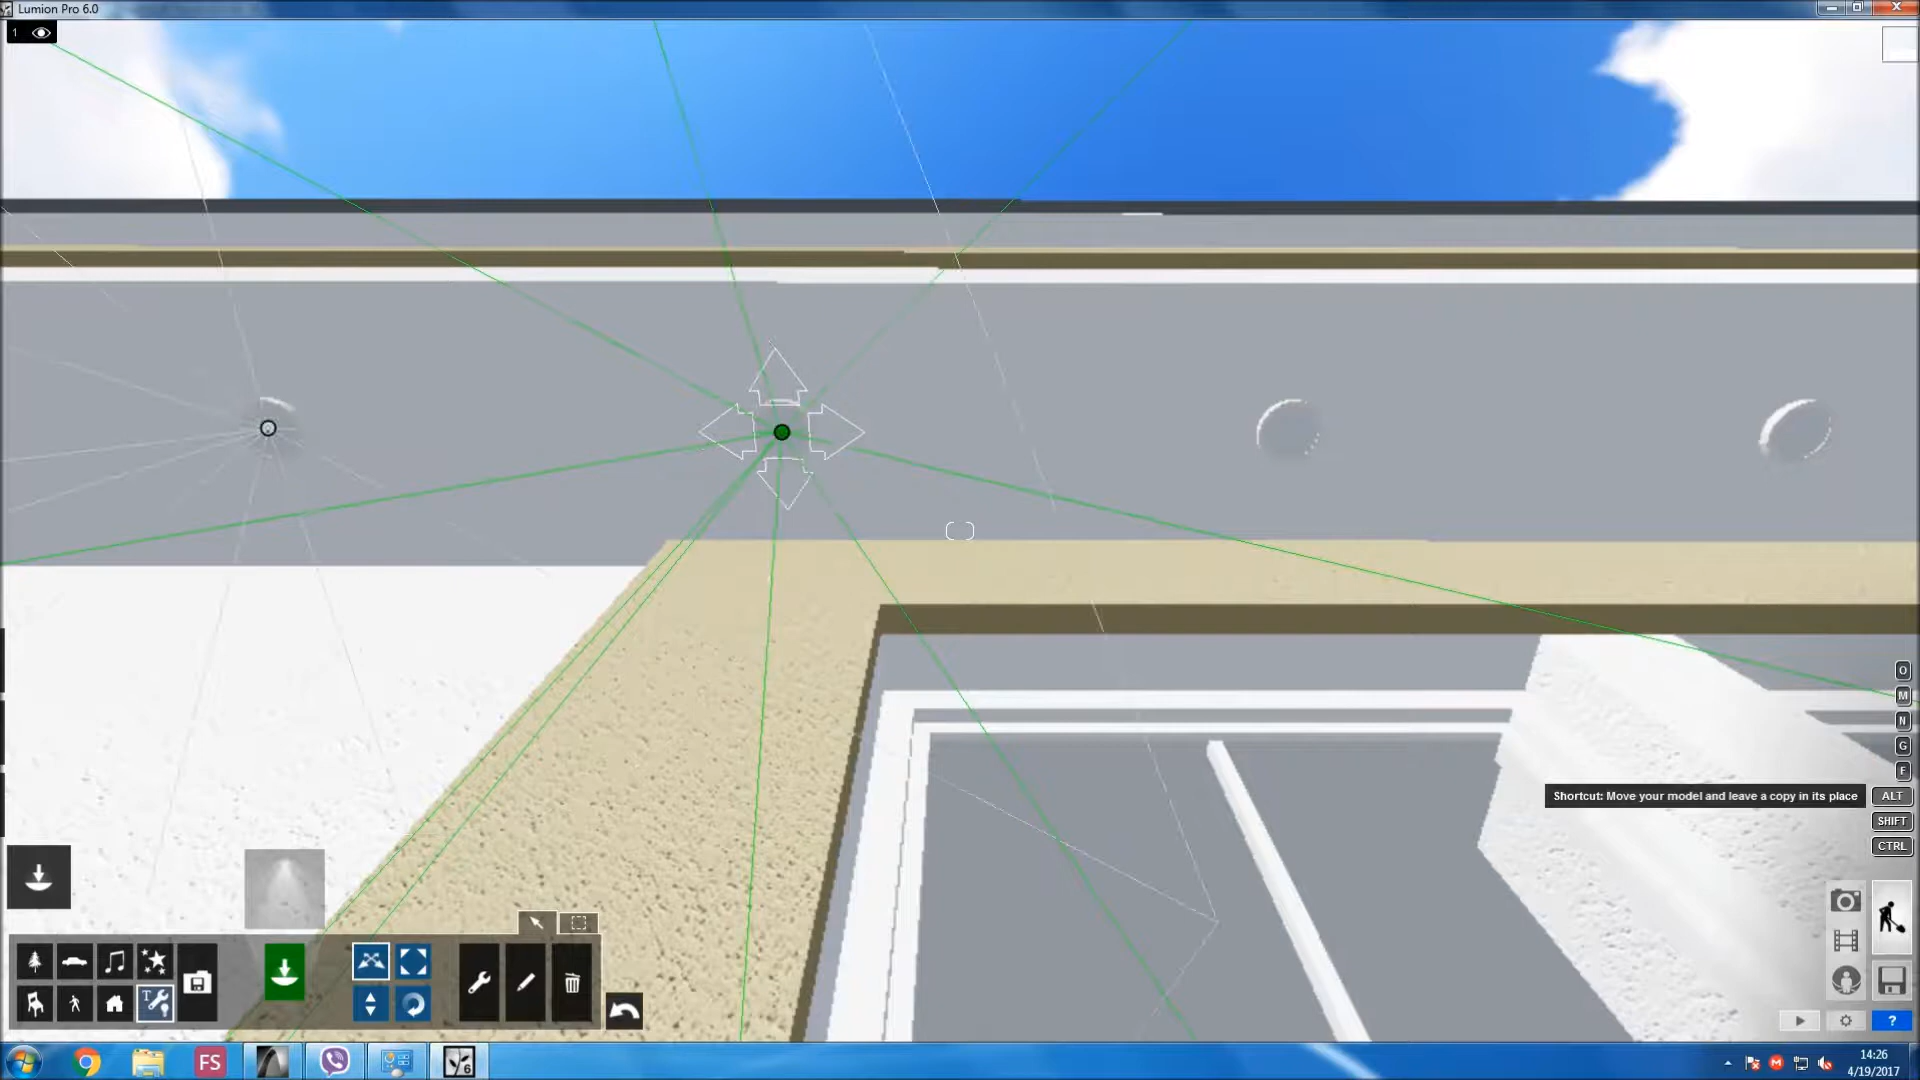 Lumion Pro 6.0
1
O
M
N
G
F
Shortcut: Move your model and leave a copy in its place
ALT
SHIFT
CTRL
T
?
FS
6
M
14:26
4/19/2017